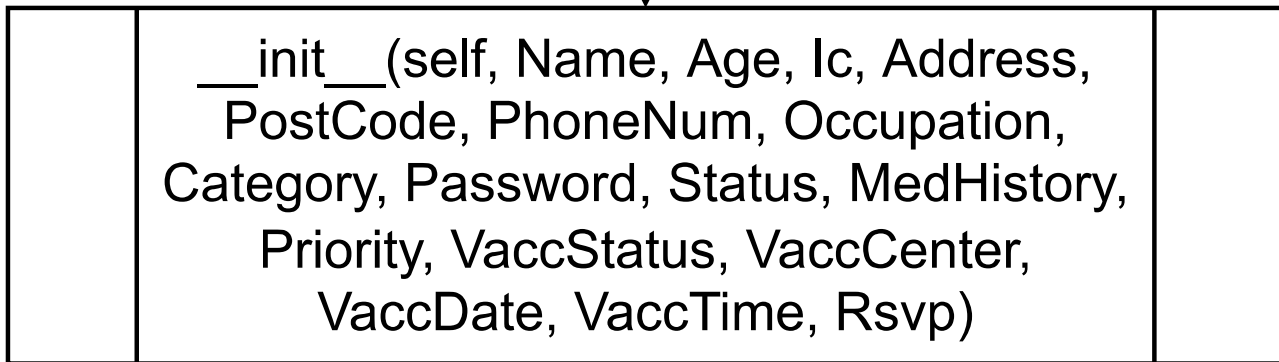 __init__(self, Name, Age, Ic, Address,
PostCode, PhoneNum, Occupation,
Category, Password, Status, MedHistory,
Priority, VaccStatus, VaccCenter,
VaccDate, VaccTime, Rsvp)